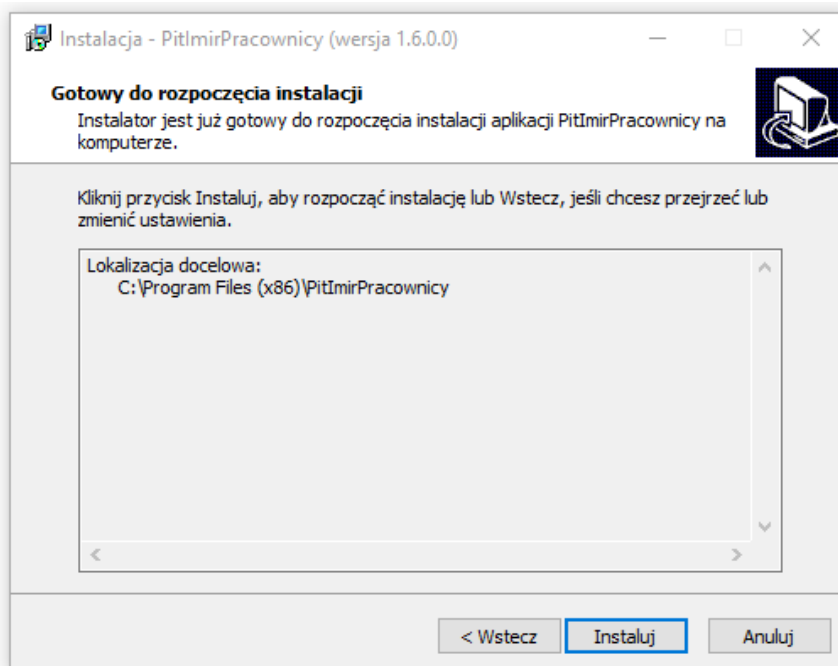 Instalacja - PitImirPracownicy (wersja 1.6.0.0)
Gotowy do rozpoczęcia instalacji
Instalator jest już gotowy do rozpoczęcia instalacji aplikacji PitImirPracownicy na
komputerze.
Kliknij przycisk Instaluj, aby rozpocząć instalację lub Wstecz, jeśli chcesz przejrzeć lub
zmienić ustawienia.
Lokalizacja docelowa:
C:\Program Files (x86)\PitImirPracownicy
< Wstecz
Instaluj
Anuluj